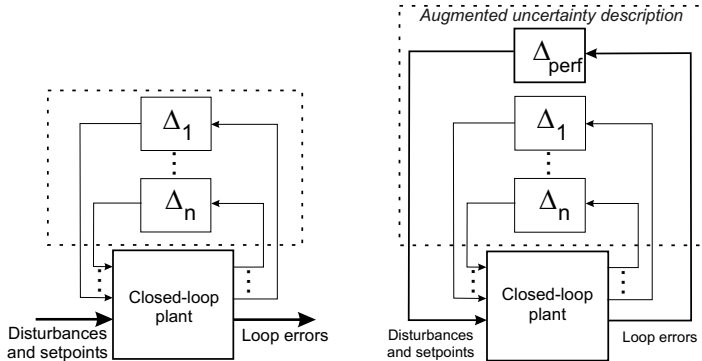 Δ1
Δn
Closed-loop
plant
Disturbances
and setpoints
Loop errors
Augmented uncertainty description
Δperf
Δ1
Δn
Closed-loop
plant
Disturbances
and setpoints
Loop errors